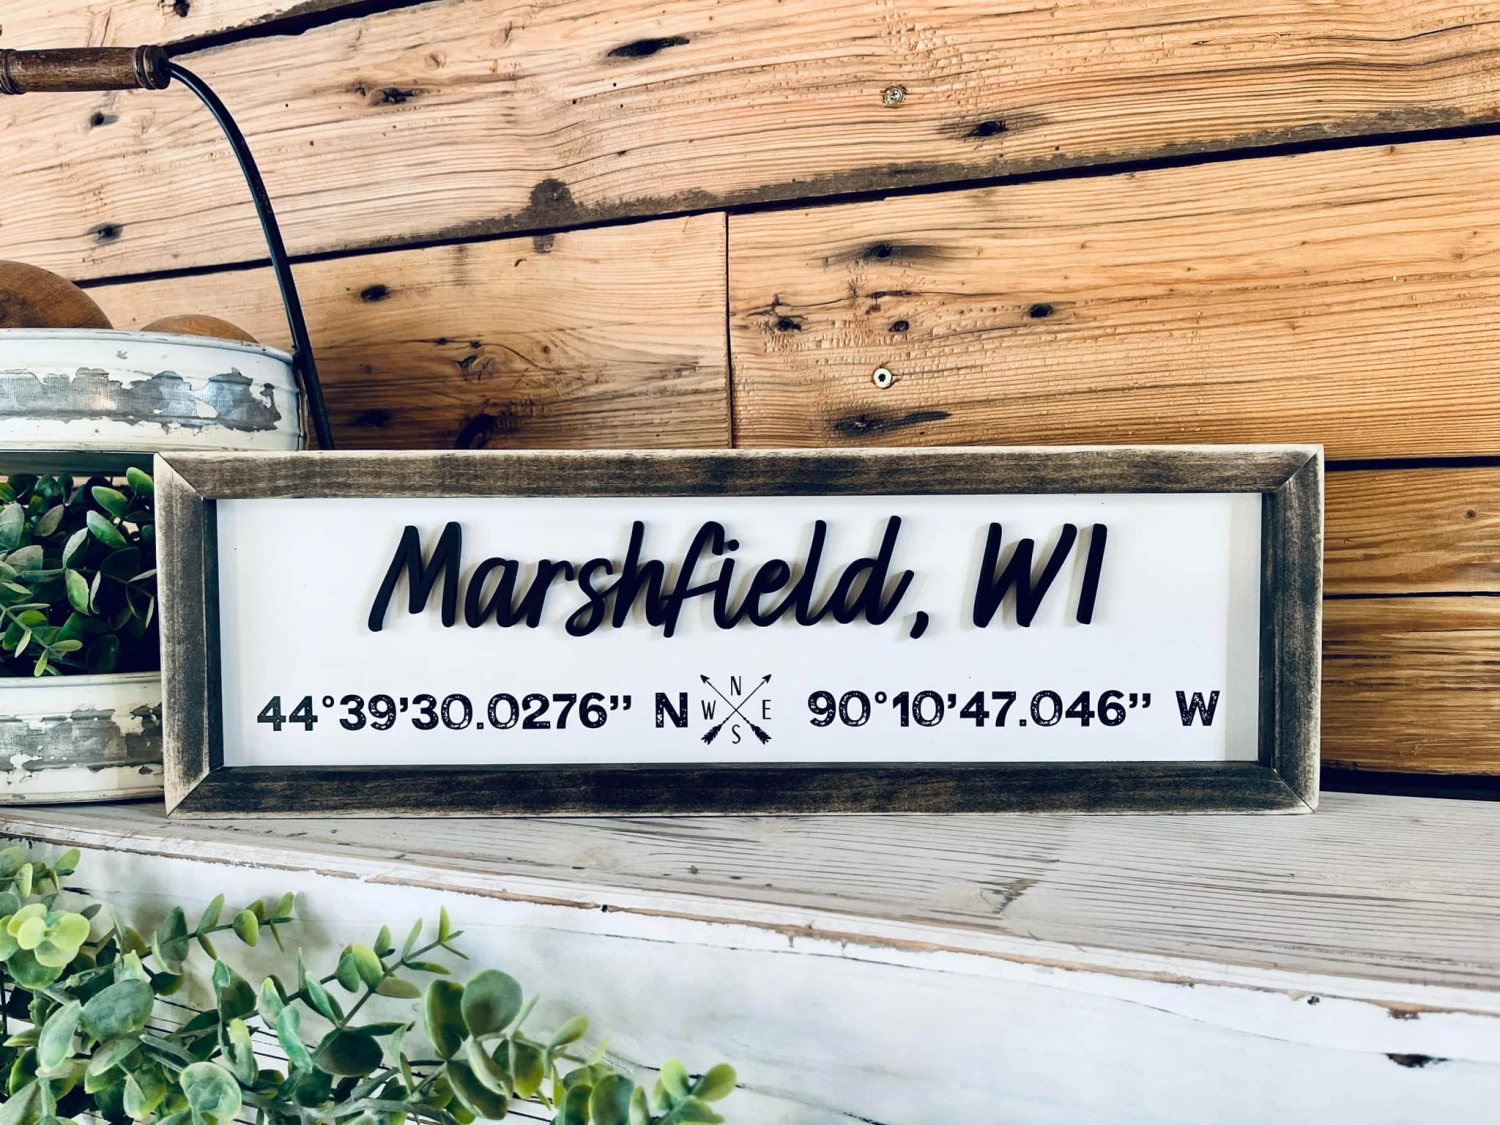 Marshfield, WI
44°39’30.0276” N N W E S 90°10’47.046” W